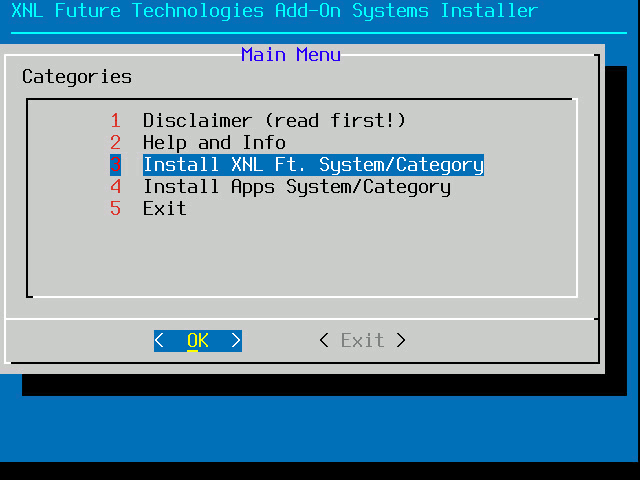 XNL Future Technologies Add-On Systems Installer
Main Menu
Categories
1 Disclaimer (read first!)
2 Help and Info
3 Install XNL Ft. System/Category
4 Install Apps System/Category
5 Exit
< OK > < Exit >